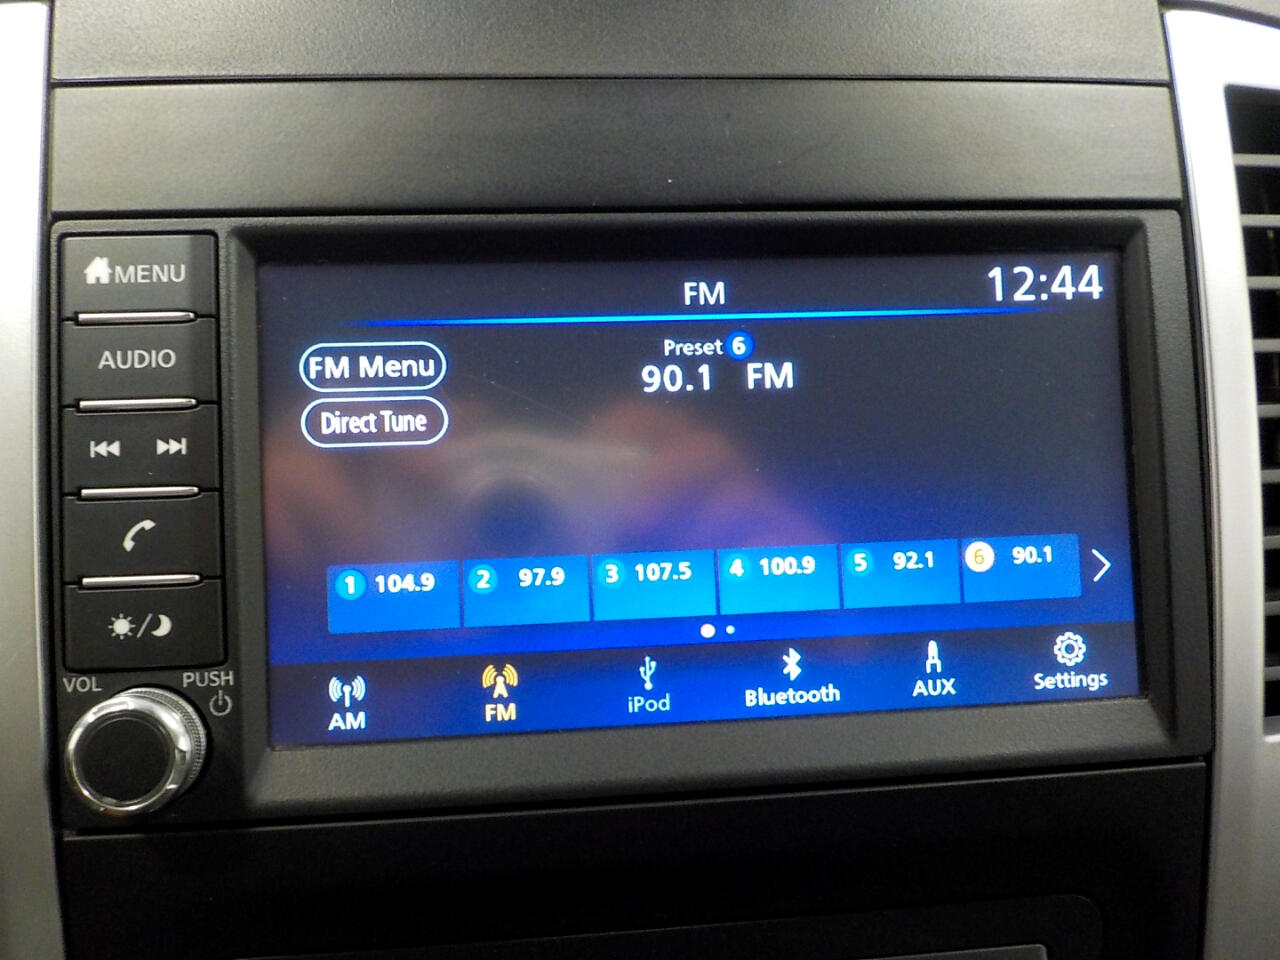 MENU
AUDIO
VOL
PUSH
FM
12:44
FM Menu
Direct Tune
Preset 6
90.1 FM
1 104.9
2 97.9
3 107.5
4 100.9
5 92.1
6 90.1
AM
FM
iPod
Bluetooth
AUX
Settings